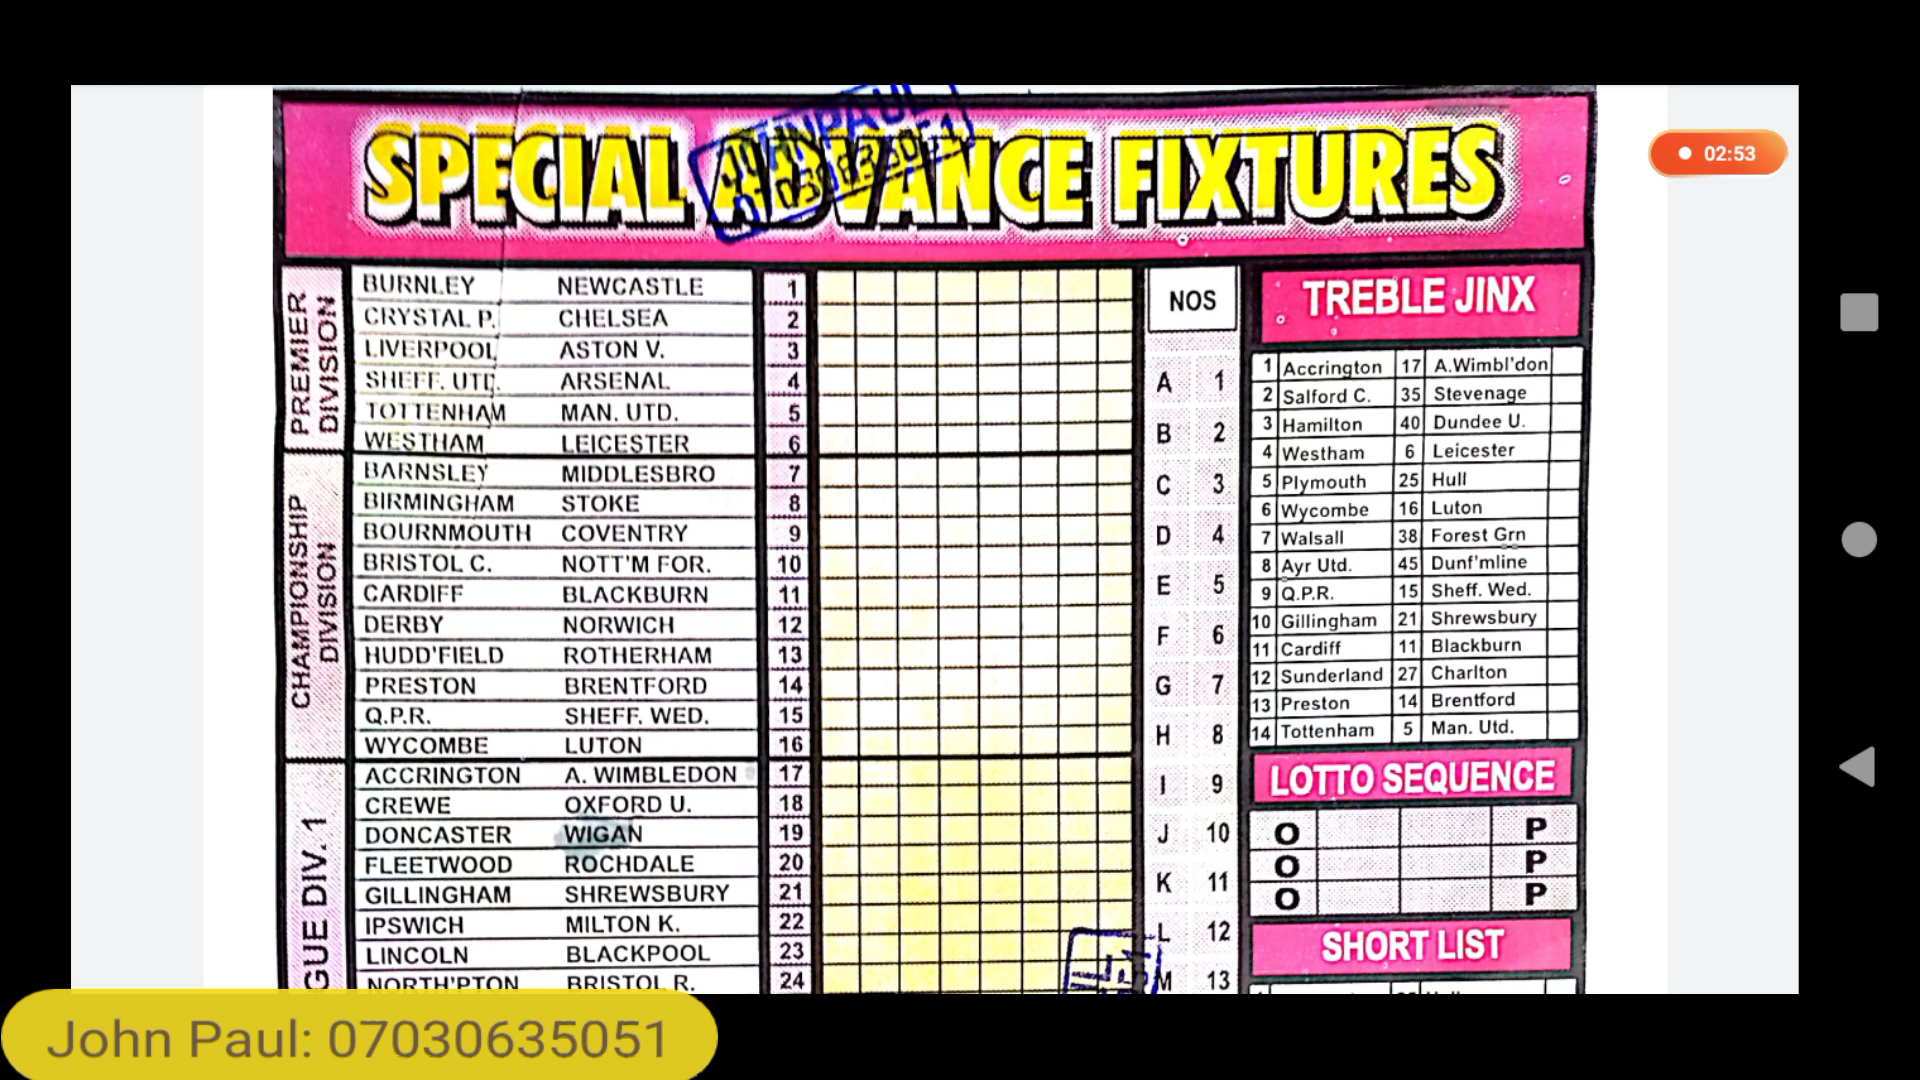 JOHNPAUL
SPECIAL ADVANCE FIXTURES
02:53
PREMIER DIVISION
BURNLEY NEWCASTLE 1
CRYSTAL P. CHELSEA 2
LIVERPOOL ASTON V. 3
SHEFF. UTD. ARSENAL 4
TOTTENHAM MAN. UTD. 5
WESTHAM LEICESTER 6
CHAMPIONSHIP DIVISION
BARNSLEY MIDDLESBRO 7
BIRMINGHAM STOKE 8
BOURNMOUTH COVENTRY 9
BRISTOL C. NOTT'M FOR. 10
CARDIFF BLACKBURN 11
DERBY NORWICH 12
HUDD'FIELD ROTHERHAM 13
PRESTON BRENTFORD 14
Q.P.R. SHEFF. WED. 15
WYCOMBE LUTON 16
GUE DIV. 1
ACCRINGTON A. WIMBLEDON 17
CREWE OXFORD U. 18
DONCASTER WIGAN 19
FLEETWOOD ROCHDALE 20
GILLINGHAM SHREWSBURY 21
IPSWICH MILTON K. 22
LINCOLN BLACKPOOL 23
NORTH'PTON BRISTOL R. 24
NOS
A 1
B 2
C 3
D 4
E 5
F 6
G 7
H 8
I 9
J 10
K 11
L 12
M 13
TREBLE JINX
1 Accrington 17 A.Wimbl'don
2 Salford C. 35 Stevenage
3 Hamilton 40 Dundee U.
4 Westham 6 Leicester
5 Plymouth 25 Hull
6 Wycombe 16 Luton
7 Walsall 38 Forest Grn
8 Ayr Utd. 45 Dunf'mline
9 Q.P.R. 15 Sheff. Wed.
10 Gillingham 21 Shrewsbury
11 Cardiff 11 Blackburn
12 Sunderland 27 Charlton
13 Preston 14 Brentford
14 Tottenham 5 Man. Utd.
LOTTO SEQUENCE
O P
O P
O P
SHORT LIST
John Paul: 07030635051